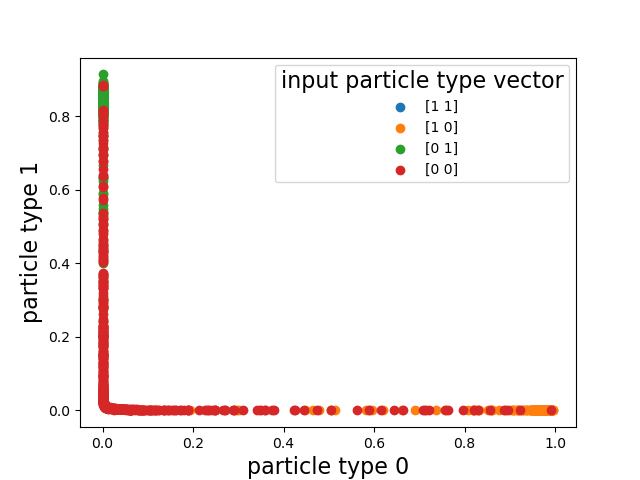 input particle type vector
[1 1]
[1 0]
[0 1]
[0 0]
particle type 1
0.8
0.6
0.4
0.2
0.0
0.0 0.2 0.4 0.6 0.8 1.0
particle type 0